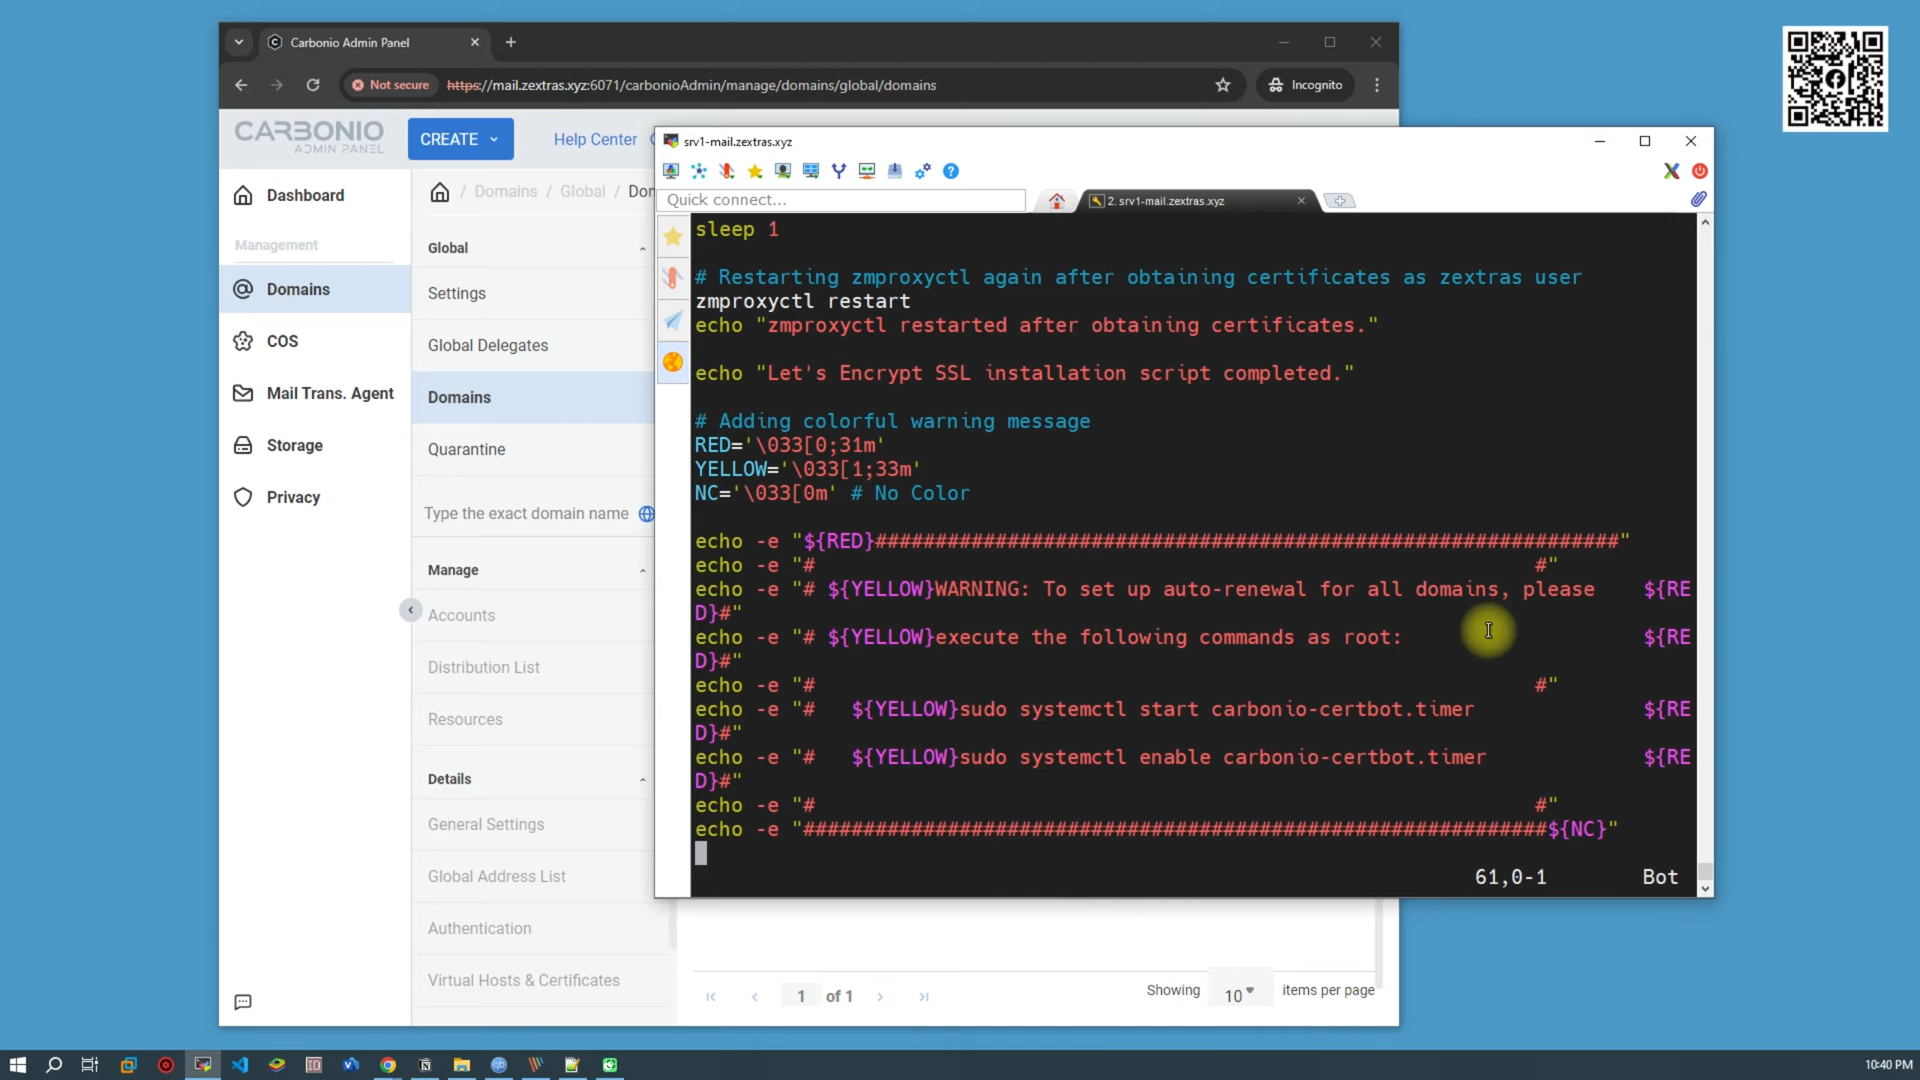 Carbonio Admin Panel
Not secure
https://mail.zextras.xyz:6071/carbonioAdmin/manage/domains/global/domains
Incognito
CARBONIO
ADMIN PANEL
CREATE
Help Center
Dashboard
Management
Domains
COS
Mail Trans. Agent
Storage
Privacy
/ Domains / Global /
Global
Settings
Global Delegates
Domains
Quarantine
Type the exact domain name
Manage
Accounts
Distribution List
Resources
Details
General Settings
Global Address List
Authentication
Virtual Hosts & Certificates
1 of 1
Showing 10 items per page
srv1-mail.zextras.xyz
Quick connect...
2. srv1-mail.zextras.xyz
sleep 1
# Restarting zmproxyctl again after obtaining certificates as zextras user
zmproxyctl restart
echo "zmproxyctl restarted after obtaining certificates."
echo "Let's Encrypt SSL installation script completed."
# Adding colorful warning message
RED='\033[0;31m'
YELLOW='\033[1;33m'
NC='\033[0m' # No Color
echo -e "${RED}##############################################################"
echo -e "#                                                            #"
echo -e "# ${YELLOW}WARNING: To set up auto-renewal for all domains, please    ${RE
D}#"
echo -e "# ${YELLOW}execute the following commands as root:                    ${RE
D}#"
echo -e "#                                                            #"
echo -e "#   ${YELLOW}sudo systemctl start carbonio-certbot.timer              ${RE
D}#"
echo -e "#   ${YELLOW}sudo systemctl enable carbonio-certbot.timer             ${RE
D}#"
echo -e "#                                                            #"
echo -e "##############################################################${NC}"
61,0-1 Bot
10:40 PM